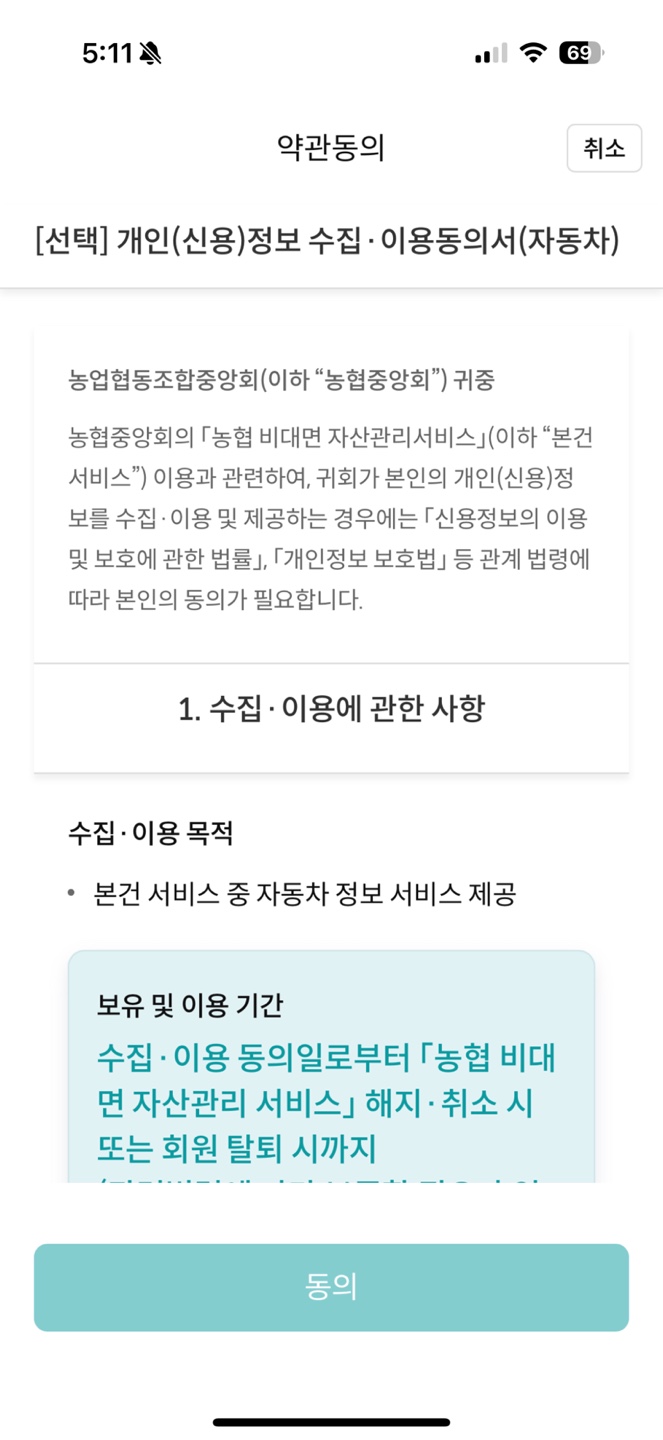 5:11
69
약관동의
취소
[선택] 개인(신용)정보 수집·이용동의서(자동차)
농업협동조합중앙회(이하 “농협중앙회”) 귀중
농협중앙회의 「농협 비대면 자산관리서비스」(이하 “본건
서비스”) 이용과 관련하여, 귀회가 본인의 개인(신용)정
보를 수집·이용 및 제공하는 경우에는 「신용정보의 이용
및 보호에 관한 법률」, 「개인정보 보호법」 등 관계 법령에
따라 본인의 동의가 필요합니다.
1. 수집·이용에 관한 사항
수집·이용 목적
• 본건 서비스 중 자동차 정보 서비스 제공
보유 및 이용 기간
수집·이용 동의일로부터 「농협 비대
면 자산관리 서비스」 해지·취소 시
또는 회원 탈퇴 시까지
동의